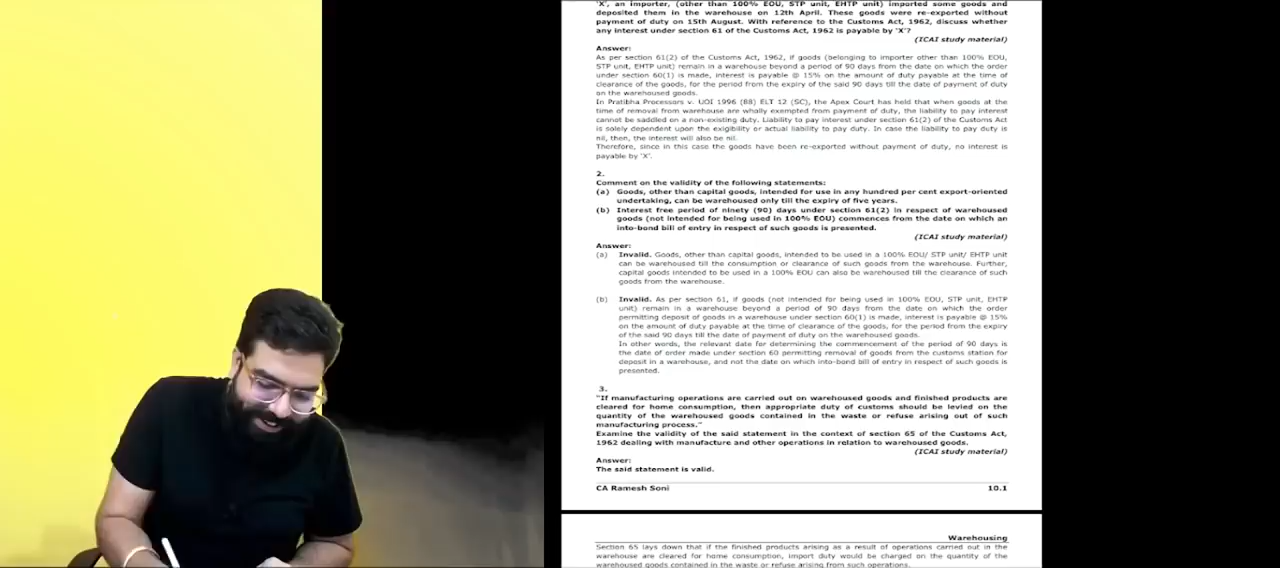 'X', an importer, (other than 100% EOU, STP unit, EHTP unit) imported some goods and
deposited them in the warehouse on 12th April. These goods were re-exported without
payment of duty on 15th August. With reference to the Customs Act, 1962, discuss whether
any interest under section 61 of the Customs Act, 1962 is payable by 'X'?
(ICAI study material)
Answer:
As per section 61(2) of the Customs Act, 1962, if goods (belonging to importer other than 100% EOU,
STP unit, EHTP unit) remain in a warehouse beyond a period of 90 days from the date on which the order
under section 60(1) is made, interest is payable @ 15% on the amount of duty payable at the time of
clearance of the goods, for the period from the expiry of the said 90 days till the date of payment of duty
on the warehoused goods.
In Pratibha Processors v. UOI 1996 (88) ELT 12 (SC), the Apex Court has held that when goods at the
time of removal from warehouse are wholly exempted from payment of duty, the liability to pay interest
cannot be saddled on a non-existing duty. Liability to pay interest under section 61(2) of the Customs Act
is solely dependent upon the exigibility or actual liability to pay duty. In case the liability to pay duty is
nil, then, the interest will also be nil.
Therefore, since in this case the goods have been re-exported without payment of duty, no interest is
payable by 'X'.
2.
Comment on the validity of the following statements:
(a) Goods, other than capital goods, intended for use in any hundred per cent export-oriented
undertaking, can be warehoused only till the expiry of five years.
(b) Interest free period of ninety (90) days under section 61(2) in respect of warehoused
goods (not intended for being used in 100% EOU) commences from the date on which an
into-bond bill of entry in respect of such goods is presented.
(ICAI study material)
Answer:
(a) Invalid. Goods, other than capital goods, intended to be used in a 100% EOU/ STP unit/ EHTP unit
can be warehoused till the consumption or clearance of such goods from the warehouse. Further,
capital goods intended to be used in a 100% EOU can also be warehoused till the clearance of such
goods from the warehouse.
(b) Invalid. As per section 61, if goods (not intended for being used in 100% EOU, STP unit, EHTP
unit) remain in a warehouse beyond a period of 90 days from the date on which the order
permitting deposit of goods in a warehouse under section 60(1) is made, interest is payable @ 15%
on the amount of duty payable at the time of clearance of the goods, for the period from the expiry
of the said 90 days till the date of payment of duty on the warehoused goods.
In other words, the relevant date for determining the commencement of the period of 90 days is
the date of order made under section 60 permitting removal of goods from the customs station for
deposit in a warehouse, and not the date on which into-bond bill of entry in respect of such goods is
presented.
3.
"If manufacturing operations are carried out on warehoused goods and finished products are
cleared for home consumption, then appropriate duty of customs should be levied on the
quantity of the warehoused goods contained in the waste or refuse arising out of such
manufacturing process."
Examine the validity of the said statement in the context of section 65 of the Customs Act,
1962 dealing with manufacture and other operations in relation to warehoused goods.
(ICAI study material)
Answer:
The said statement is valid.
CA Ramesh Soni 10.1
Warehousing
Section 65 lays down that if the finished products arising as a result of operations carried out in the
warehouse are cleared for home consumption, import duty would be charged on the quantity of the
warehoused goods contained in the waste or refuse arising from such operations.